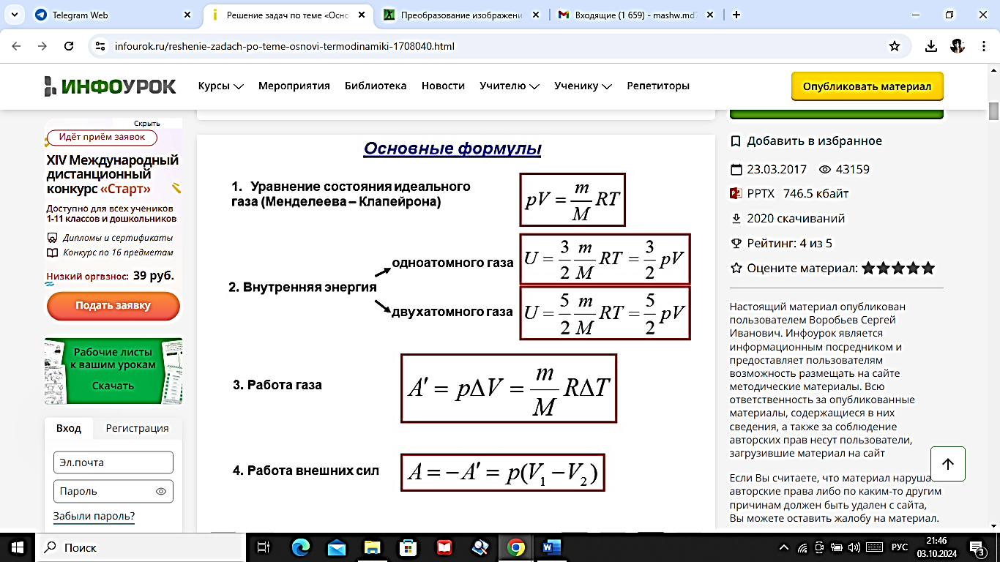 Telegram Web
Решение задач по теме «Осно
Преобразование изображени
Входящие (1 659) - mashw.md7
infourok.ru/reshenie-zadach-po-teme-osnovi-termodinamiki-1708040.html
ИНФОУРОК
Курсы
Мероприятия
Библиотека
Новости
Учителю
Ученику
Репетиторы
Опубликовать материал
Скрыть
Идёт приём заявок
XIV Международный
дистанционный
конкурс «Старт»
Доступно для всех учеников
1-11 классов и дошкольников
Дипломы и сертификаты
Конкурс по 16 предметам
Низкий оргвзнос: 39 руб.
Подать заявку
Рабочие листы
к вашим урокам
Скачать
Вход
Регистрация
Эл.почта
Пароль
Забыли пароль?
Основные формулы
1. Уравнение состояния идеального
газа (Менделеева – Клапейрона)
pV = m/M RT
2. Внутренняя энергия
одноатомного газа
U = 3/2 m/M RT = 3/2 pV
двухатомного газа
U = 5/2 m/M RT = 5/2 pV
3. Работа газа
A′ = pΔV = m/M RΔT
4. Работа внешних сил
A = −A′ = p(V₁ − V₂)
Добавить в избранное
23.03.2017
43159
PPTX
746.5 кбайт
2020 скачиваний
Рейтинг: 4 из 5
Оцените материал:
Настоящий материал опубликован
пользователем Воробьев Сергей
Иванович. Инфоурок является
информационным посредником и
предоставляет пользователям
возможность размещать на сайте
методические материалы. Всю
ответственность за опубликованные
материалы, содержащиеся в них
сведения, а также за соблюдение
авторских прав несут пользователи,
загрузившие материал на сайт
Если Вы считаете, что материал наруша
авторские права либо по каким-то другим
причинам должен быть удален с сайта,
Вы можете оставить жалобу на материал.
Поиск
РУС
21:46
03.10.2024
3